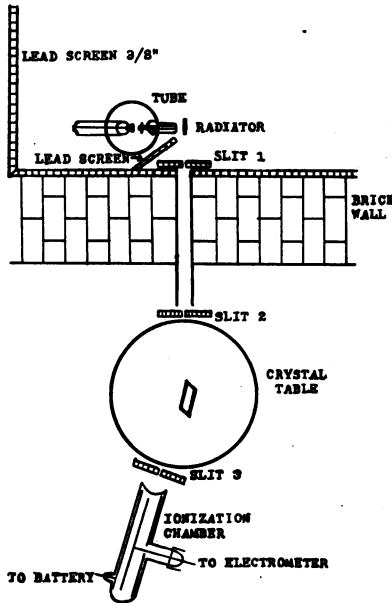 LEAD SCREEN 3/8"
TUBE
RADIATOR
LEAD SCREEN
SLIT 1
BRICK
WALL
SLIT 2
CRYSTAL
TABLE
SLIT 3
IONIZATION
CHAMBER
TO ELECTROMETER
TO BATTERY